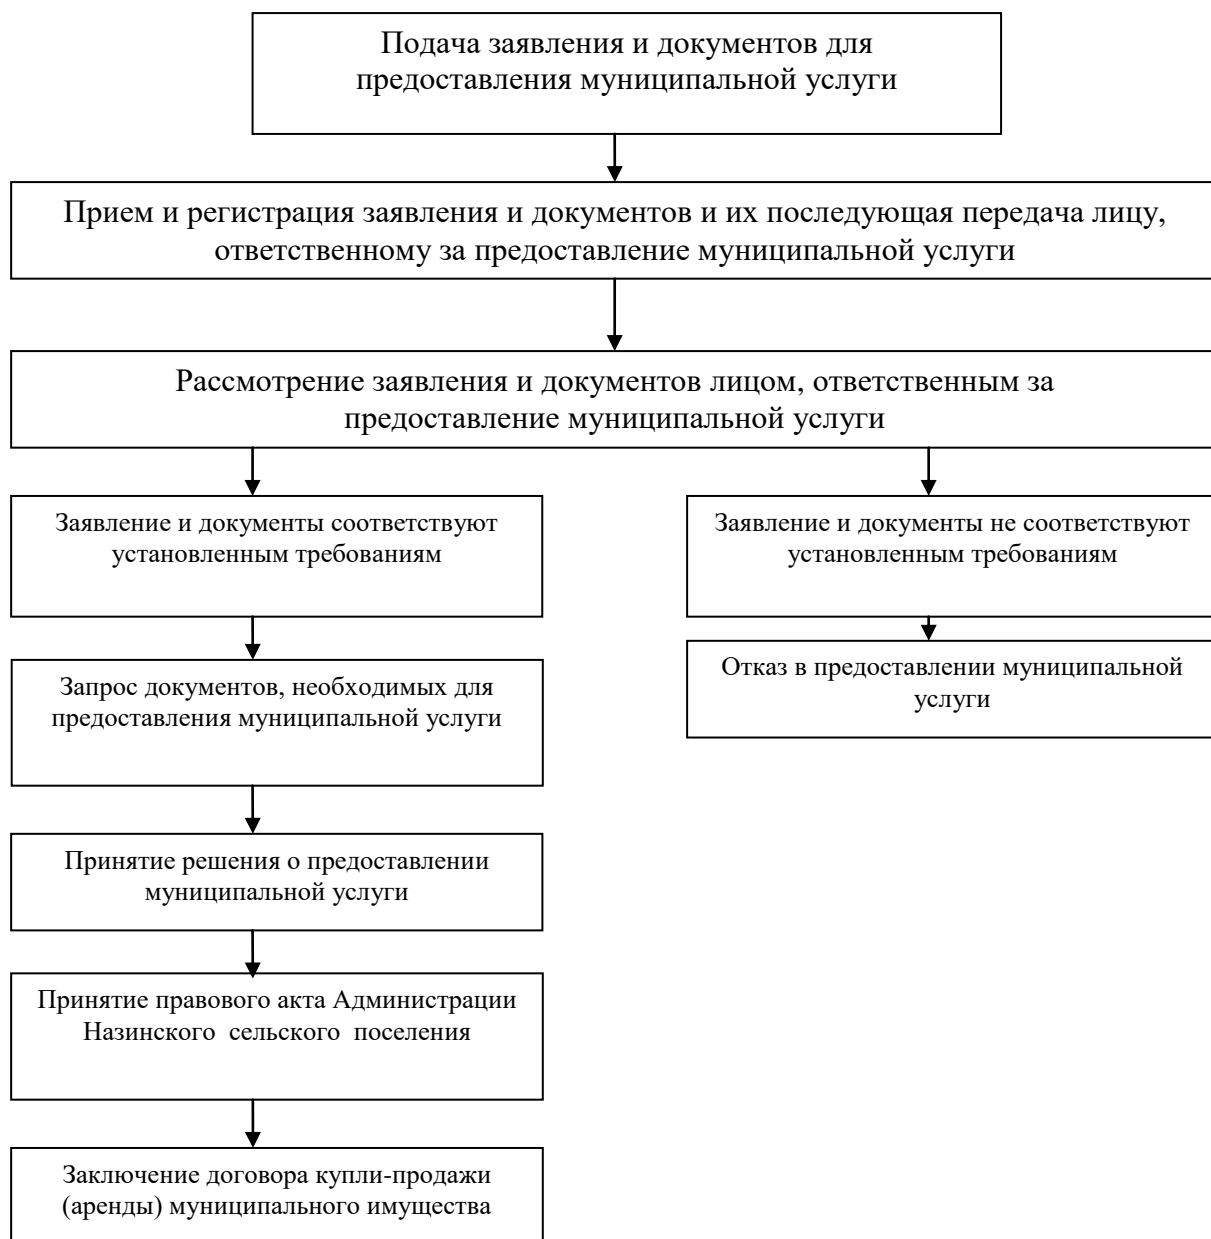 Подача заявления и документов для
предоставления муниципальной услуги
Прием и регистрация заявления и документов и их последующая передача лицу,
ответственному за предоставление муниципальной услуги
Рассмотрение заявления и документов лицом, ответственным за
предоставление муниципальной услуги
Заявление и документы соответствуют
установленным требованиям
Заявление и документы не соответствуют
установленным требованиям
Запрос документов, необходимых для
предоставления муниципальной услуги
Отказ в предоставлении муниципальной
услуги
Принятие решения о предоставлении
муниципальной услуги
Принятие правового акта Администрации
Назинского сельского поселения
Заключение договора купли-продажи
(аренды) муниципального имущества